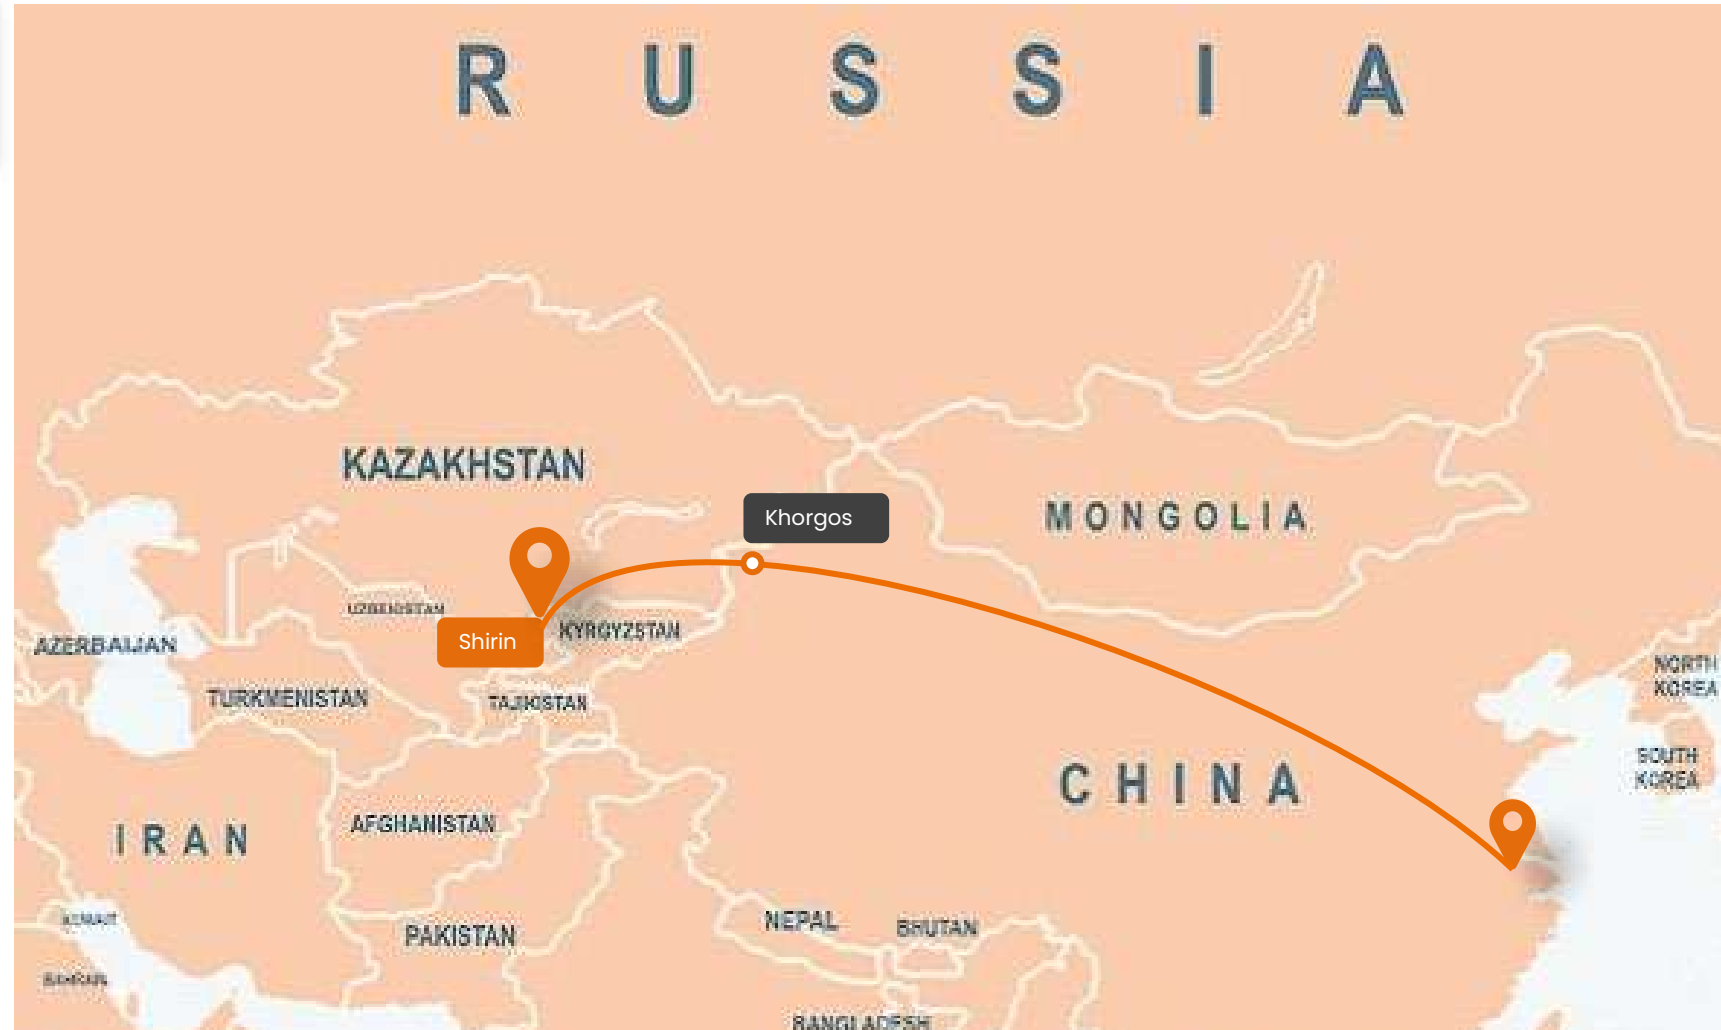 R U S S I A
KAZAKHSTAN
Khorgos
MONGOLIA
UZBEKISTAN
Shirin
KYRGYZSTAN
AZERBAIJAN
NORTH
KOREA
TURKMENISTAN
TAJIKISTAN
SOUTH
KOREA
CHINA
AFGHANISTAN
IRAN
KUWAIT
NEPAL
BHUTAN
PAKISTAN
BAHRAIN
BANGLADESH